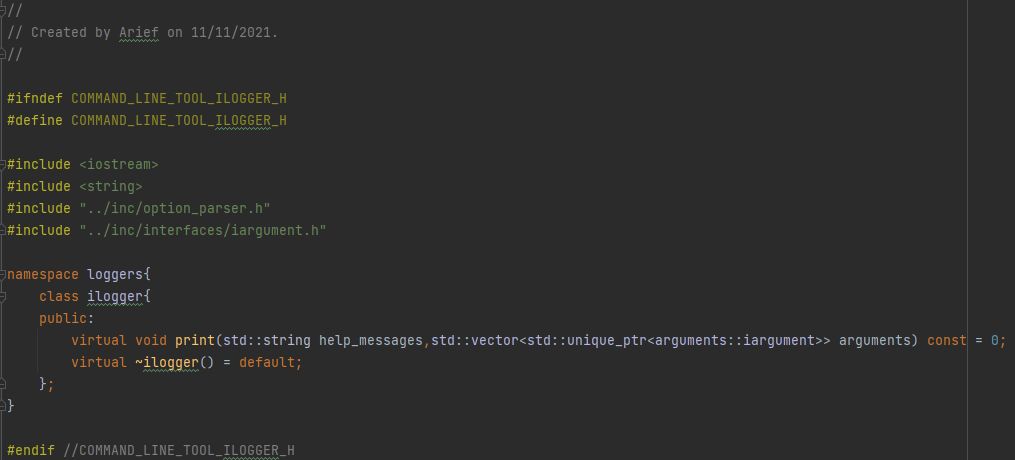 //
// Created by Arief on 11/11/2021.
//
#ifndef COMMAND_LINE_TOOL_ILOGGER_H
#define COMMAND_LINE_TOOL_ILOGGER_H
#include <iostream>
#include <string>
#include "../inc/option_parser.h"
#include "../inc/interfaces/iargument.h"
namespace loggers{
    class ilogger{
    public:
        virtual void print(std::string help_messages,std::vector<std::unique_ptr<arguments::iargument>> arguments) const = 0;
        virtual ~ilogger() = default;
    };
}
#endif //COMMAND_LINE_TOOL_ILOGGER_H